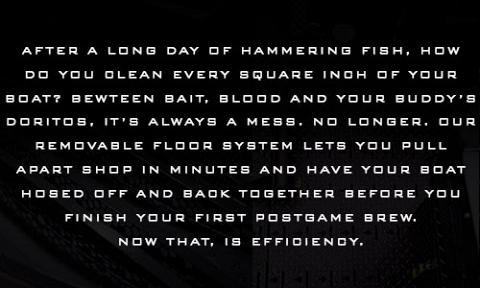 AFTER A LONG DAY OF HAMMERING FISH, HOW
DO YOU CLEAN EVERY SQUARE INCH OF YOUR
BOAT? BEWTEEN BAIT, BLOOD AND YOUR BUDDY'S
DORITOS, IT'S ALWAYS A MESS. NO LONGER. OUR
REMOVABLE FLOOR SYSTEM LETS YOU PULL
APART SHOP IN MINUTES AND HAVE YOUR BOAT
HOSED OFF AND BACK TOGETHER BEFORE YOU
FINISH YOUR FIRST POSTGAME BREW.
NOW THAT, IS EFFICIENCY.